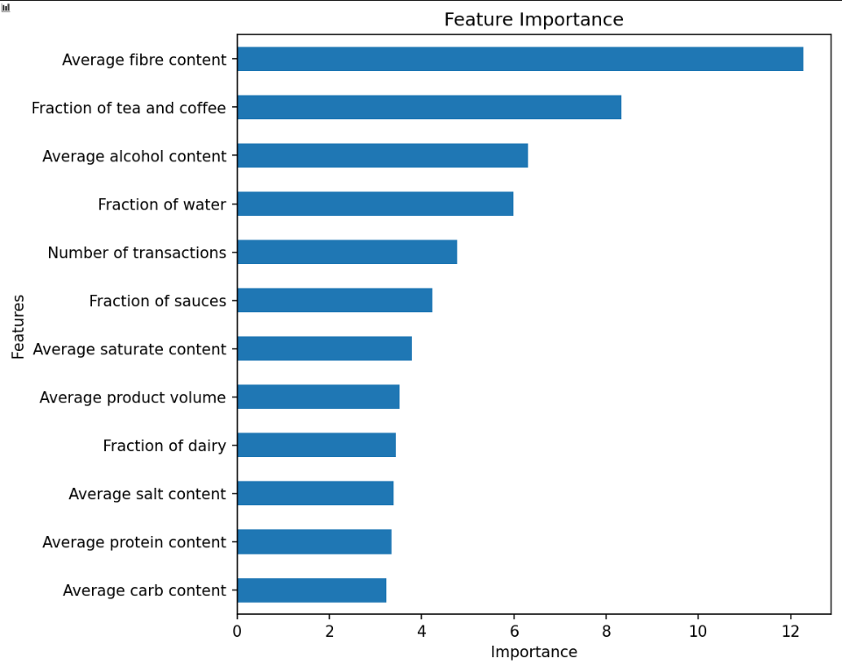 Feature Importance
Features
Average fibre content
Fraction of tea and coffee
Average alcohol content
Fraction of water
Number of transactions
Fraction of sauces
Average saturate content
Average product volume
Fraction of dairy
Average salt content
Average protein content
Average carb content
0 2 4 6 8 10 12
Importance